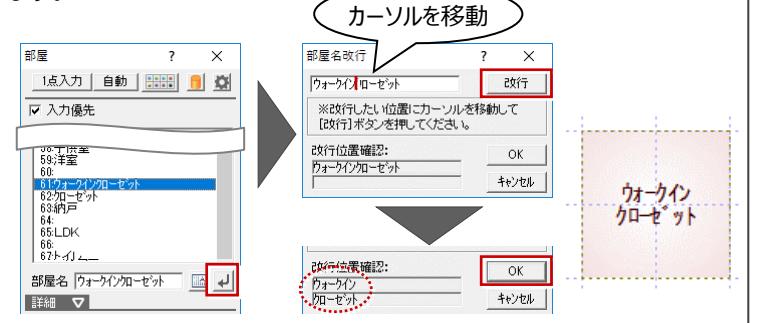 カーソルを移動
部屋 ? ×
1点入力 自動
入力優先
59:洋室
60:
61:ウォークインクローゼット
62:クローゼット
63:納戸
64:
65:LDK
66:
部屋名 ウォークインクローゼット
詳細
部屋名改行 ? ×
ウォークインクローゼット 改行
※改行したい位置にカーソルを移動して
[改行]ボタンを押してください。
改行位置確認:
ウォークインクローゼット
OK
キャンセル
改行位置確認:
ウォークイン
クローゼット
OK
キャンセル
ウォークイン
クローゼット